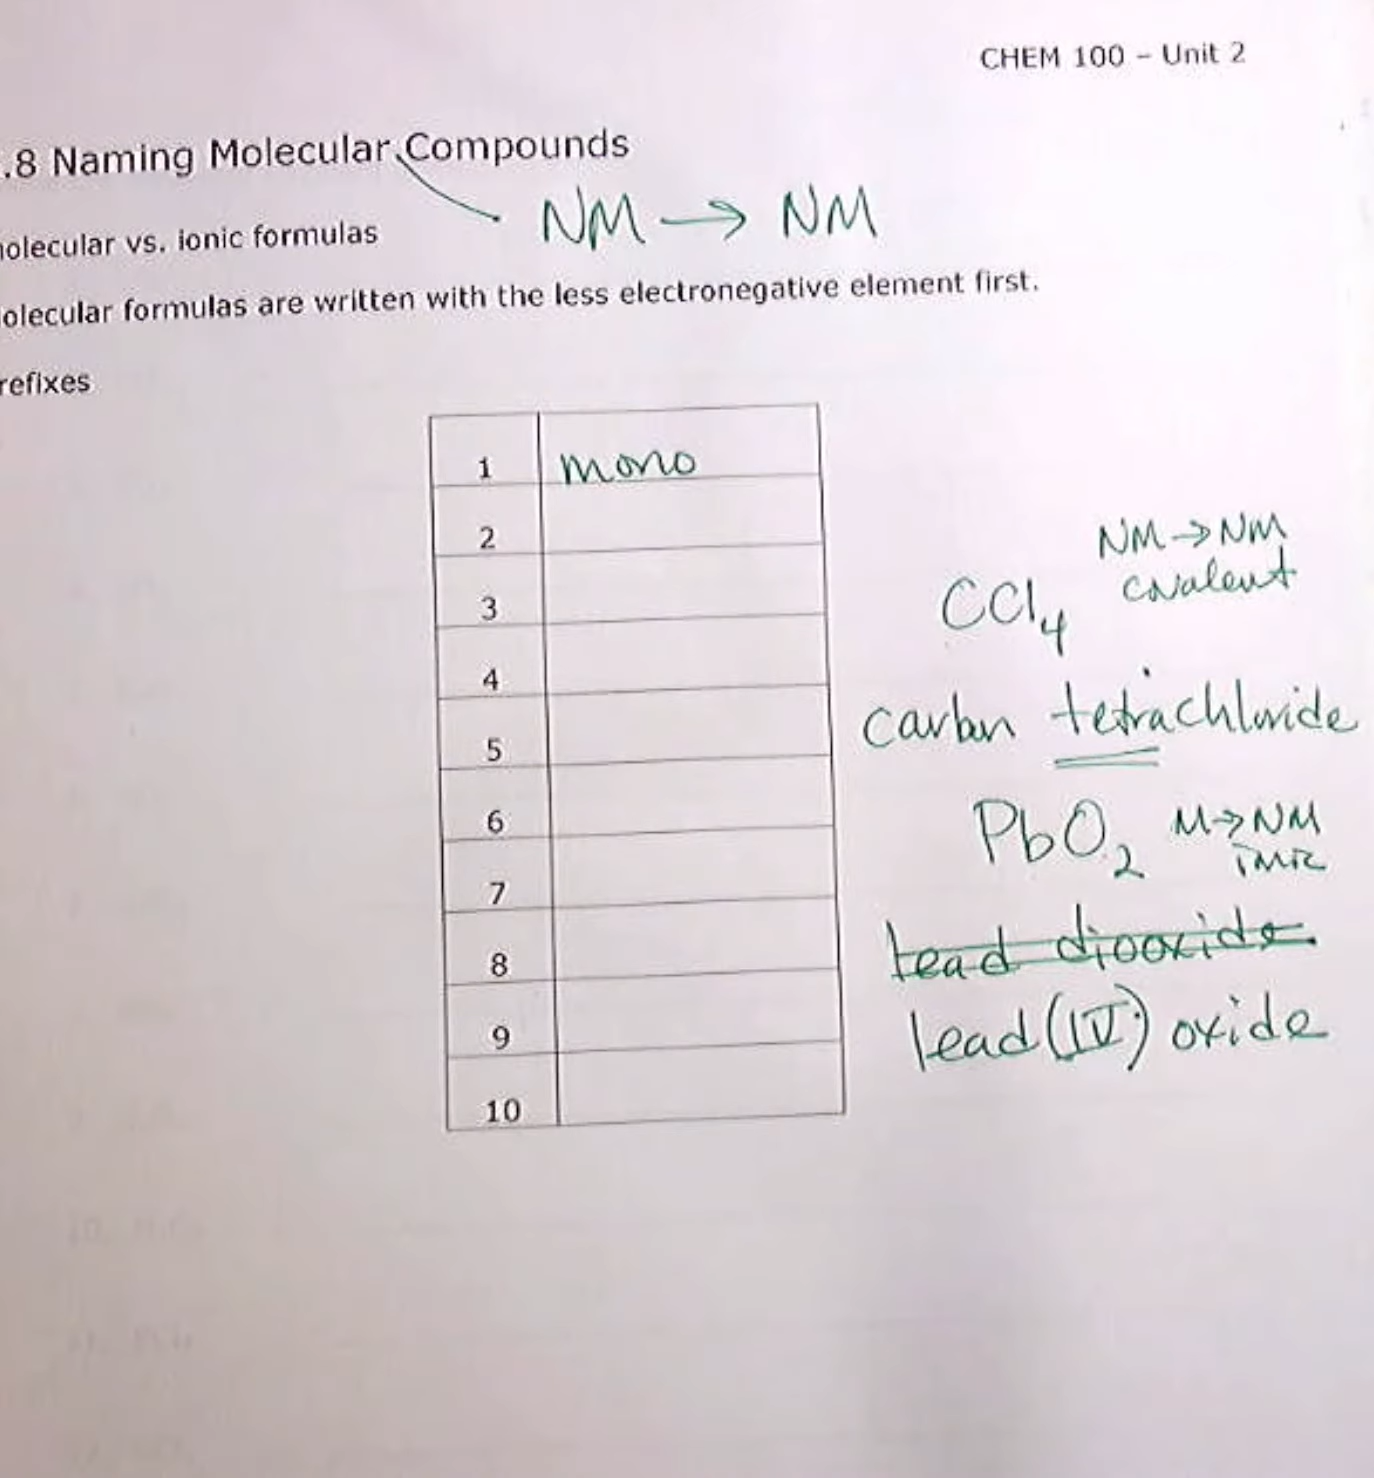 CHEM 100 – Unit 2
.8 Naming Molecular Compounds
NM → NM
olecular vs. ionic formulas
olecular formulas are written with the less electronegative element first.
refixes
1 mono
2
3
4
5
6
7
8
9
10
NM → NM
CCl4 covalent
carbon tetrachloride
PbO2 M → NM
ionic
lead diooxide
lead (IV) oxide